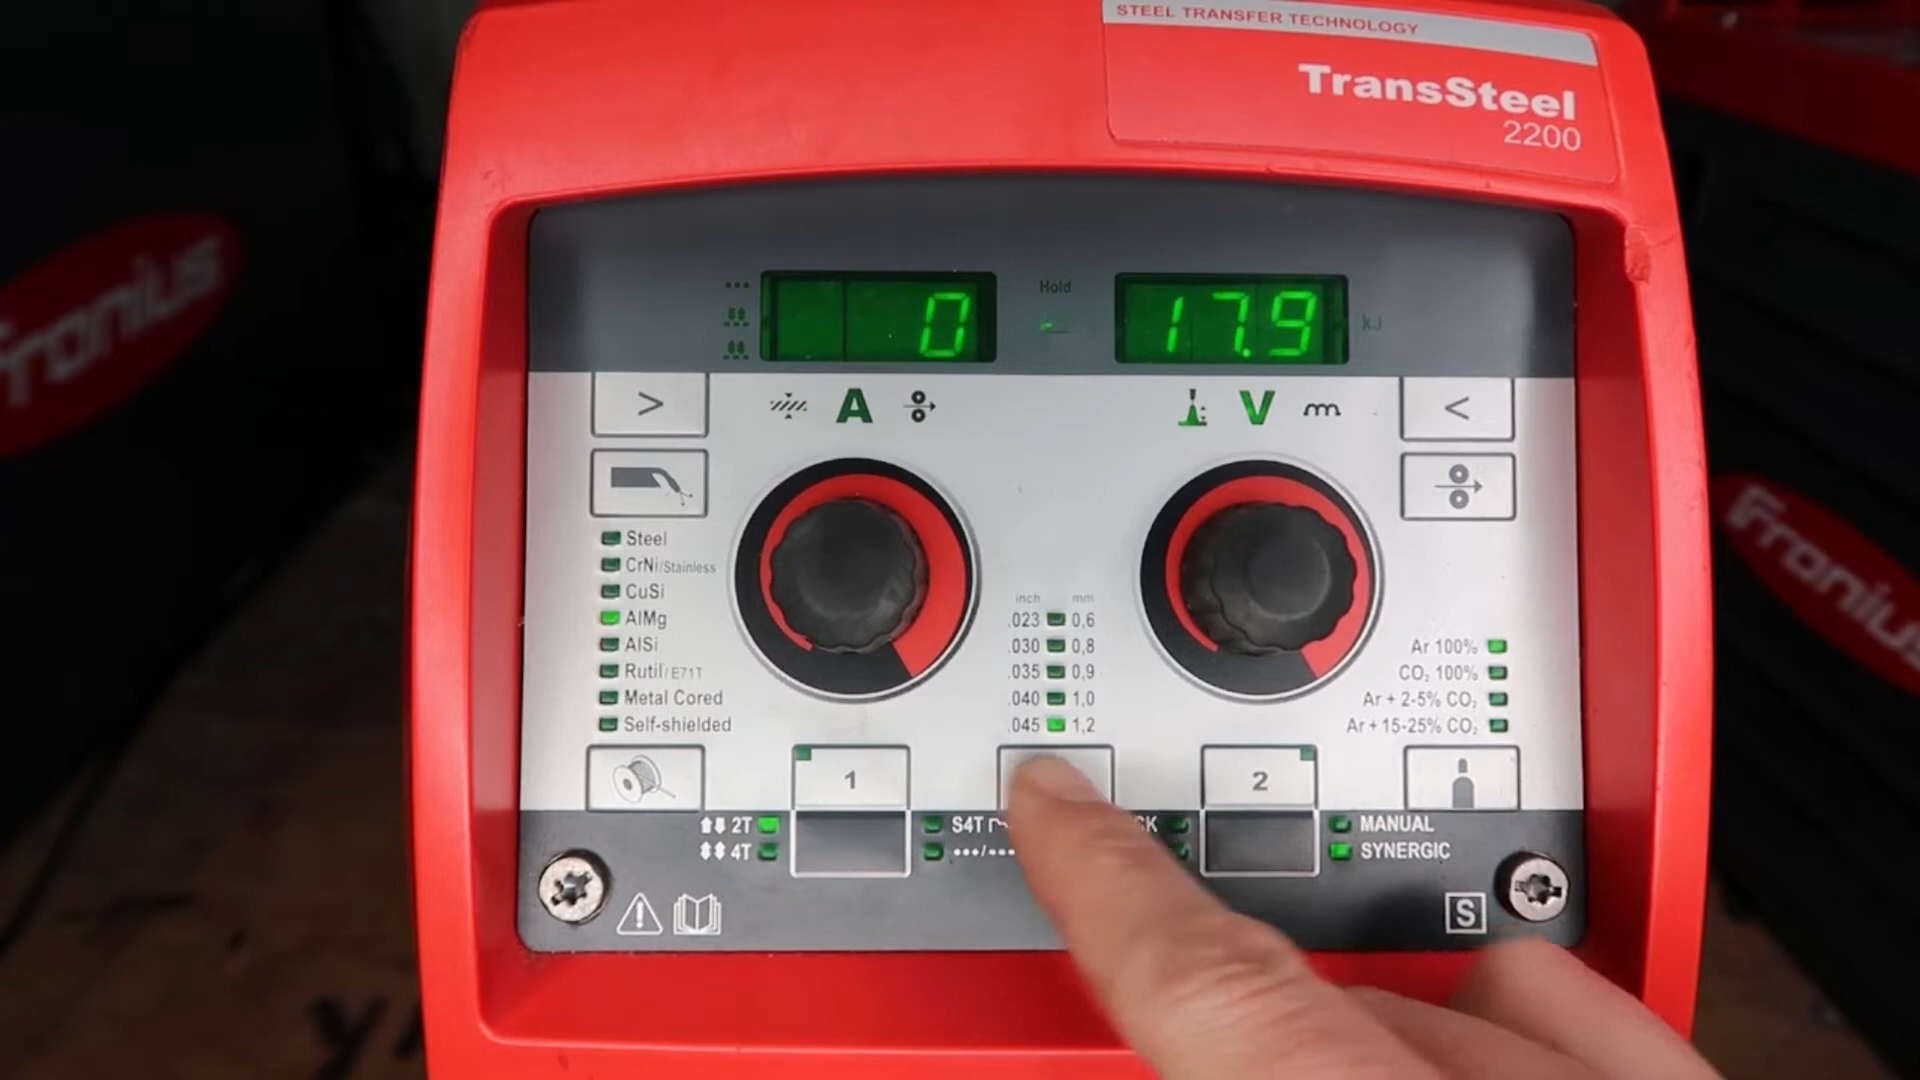 STEEL TRANSFER TECHNOLOGY
TransSteel
2200
Fronius
Hold
0
17.9
kJ
>
A
V
<
Steel
CrNi/Stainless
CuSi
AlMg
AlSi
Rutil/E71T
Metal Cored
Self-shielded
inch mm
.023 0,6
.030 0,8
.035 0,9
.040 1,0
.045 1,2
Ar 100%
CO₂ 100%
Ar + 2-5% CO₂
Ar + 15-25% CO₂
Fronius
1
2
2T
4T
S4T
MANUAL
SYNERGIC
S